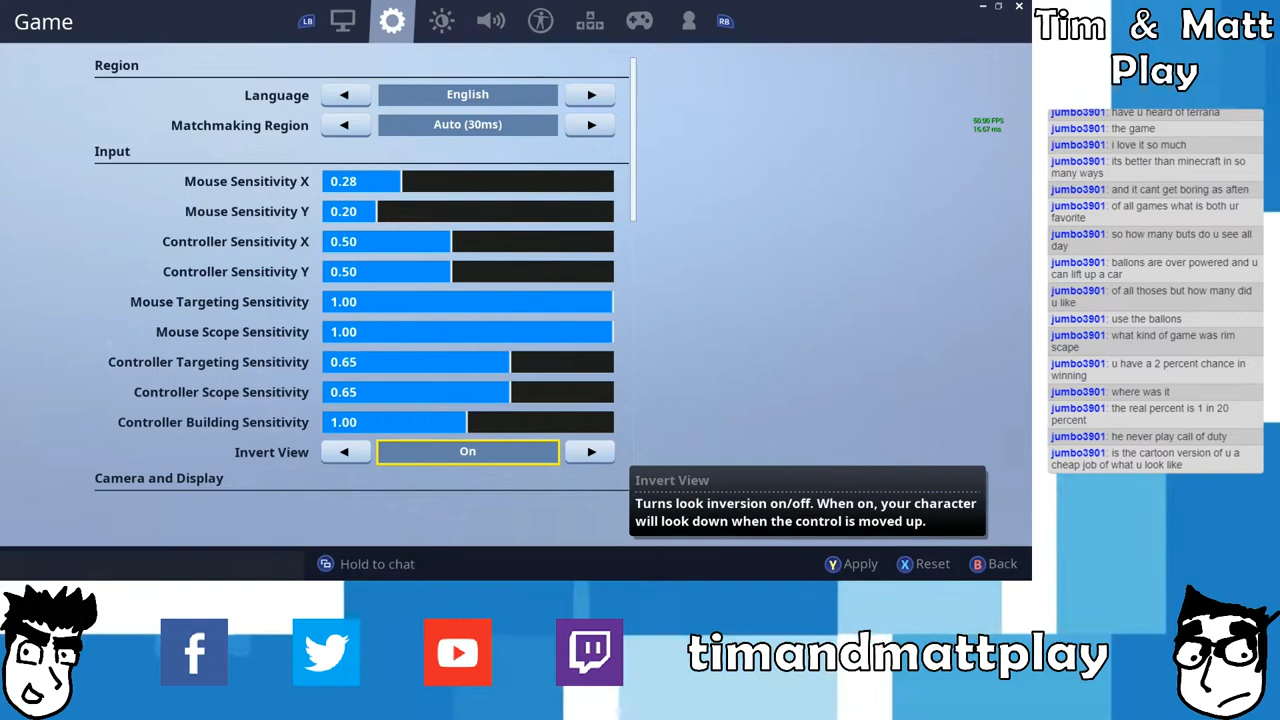 Game
LB
RB
Region
Language
English
Matchmaking Region
Auto (30ms)
Input
Mouse Sensitivity X
0.28
Mouse Sensitivity Y
0.20
Controller Sensitivity X
0.50
Controller Sensitivity Y
0.50
Mouse Targeting Sensitivity
1.00
Mouse Scope Sensitivity
1.00
Controller Targeting Sensitivity
0.65
Controller Scope Sensitivity
0.65
Controller Building Sensitivity
1.00
Invert View
On
Camera and Display
60.00 FPS
16.67 ms
Invert View
Turns look inversion on/off. When on, your character
will look down when the control is moved up.
Hold to chat
Y Apply
X Reset
B Back
Tim & Matt
Play
jumbo3901: have u heard of terraria
jumbo3901: the game
jumbo3901: i love it so much
jumbo3901: its better than minecraft in so
many ways
jumbo3901: and it cant get boring as aften
jumbo3901: of all games what is both ur
favorite
jumbo3901: so how many buts do u see all
day
jumbo3901: ballons are over powered and u
can lift up a car
jumbo3901: of all thoses but how many did
u like
jumbo3901: use the ballons
jumbo3901: what kind of game was rim
scape
jumbo3901: u have a 2 percent chance in
winning
jumbo3901: where was it
jumbo3901: the real percent is 1 in 20
percent
jumbo3901: he never play call of duty
jumbo3901: is the cartoon version of u a
cheap job of what u look like
timandmattplay